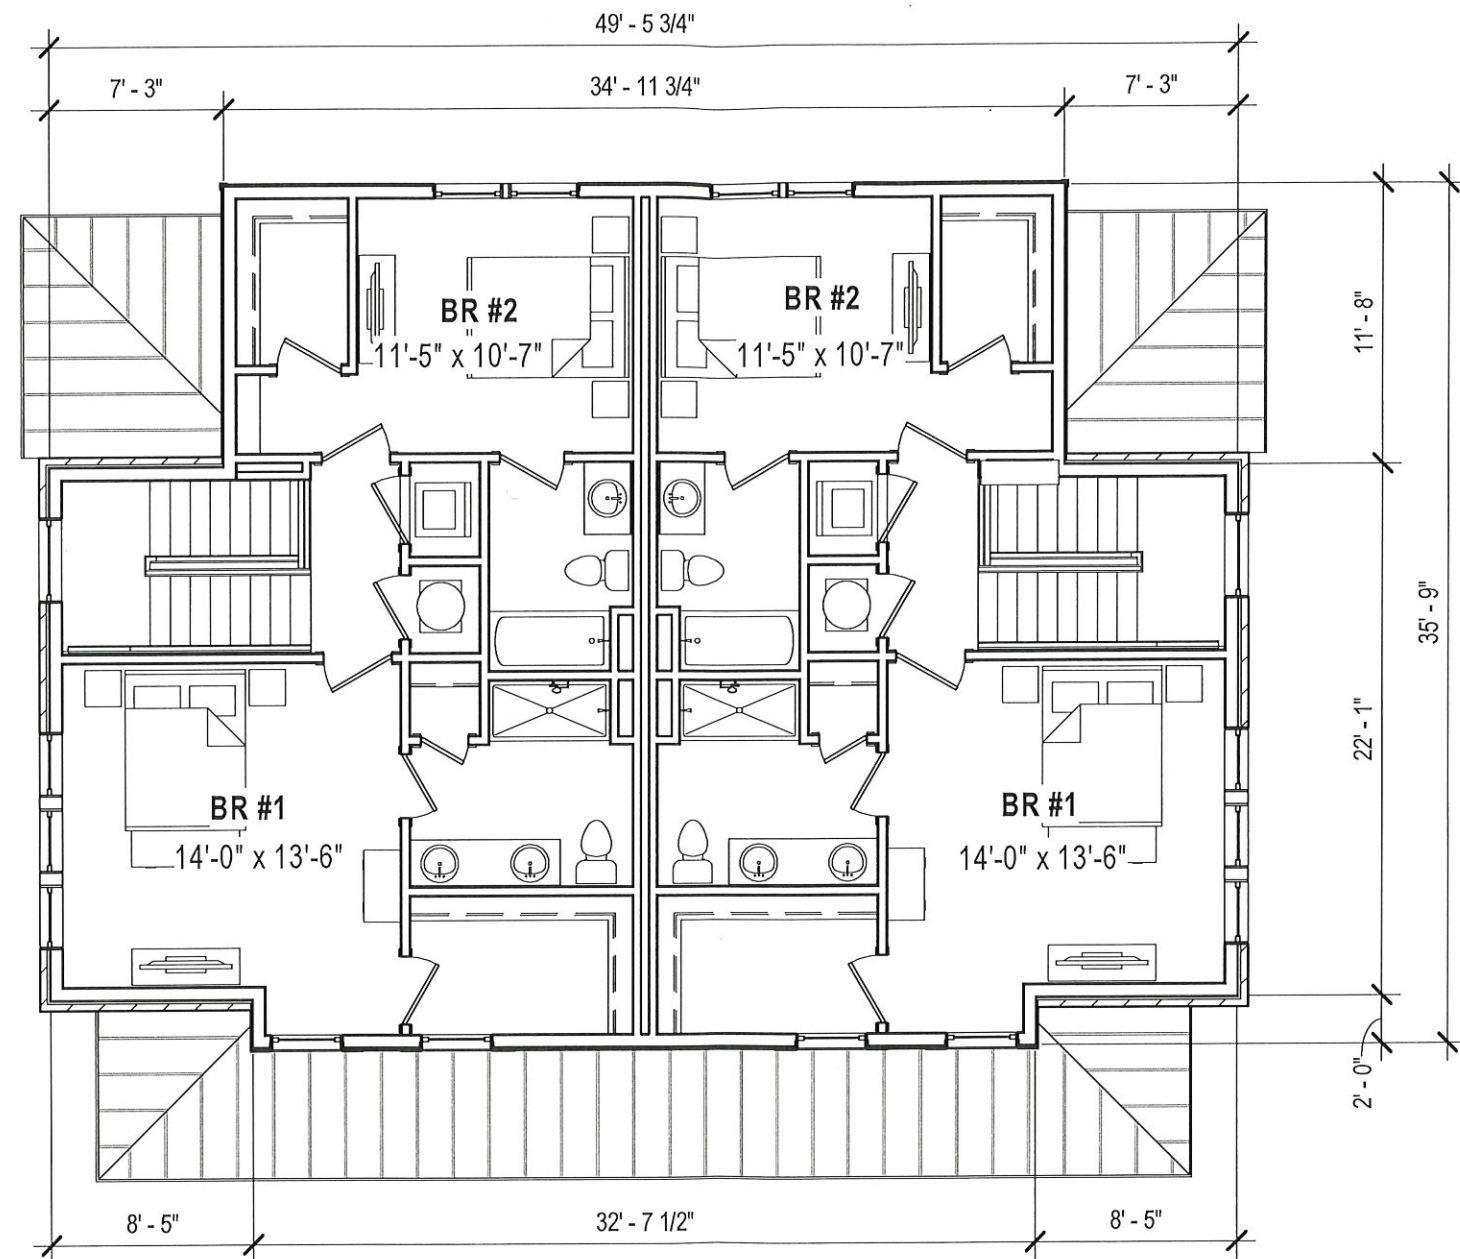 49' - 5 3/4"
7' - 3"
34' - 11 3/4"
7' - 3"
BR #2
11'-5" x 10'-7"
BR #2
11'-5" x 10'-7"
11' - 8"
35' - 9"
22' - 1"
BR #1
14'-0" x 13'-6"
BR #1
14'-0" x 13'-6"
2' - 0"
8' - 5"
32' - 7 1/2"
8' - 5"